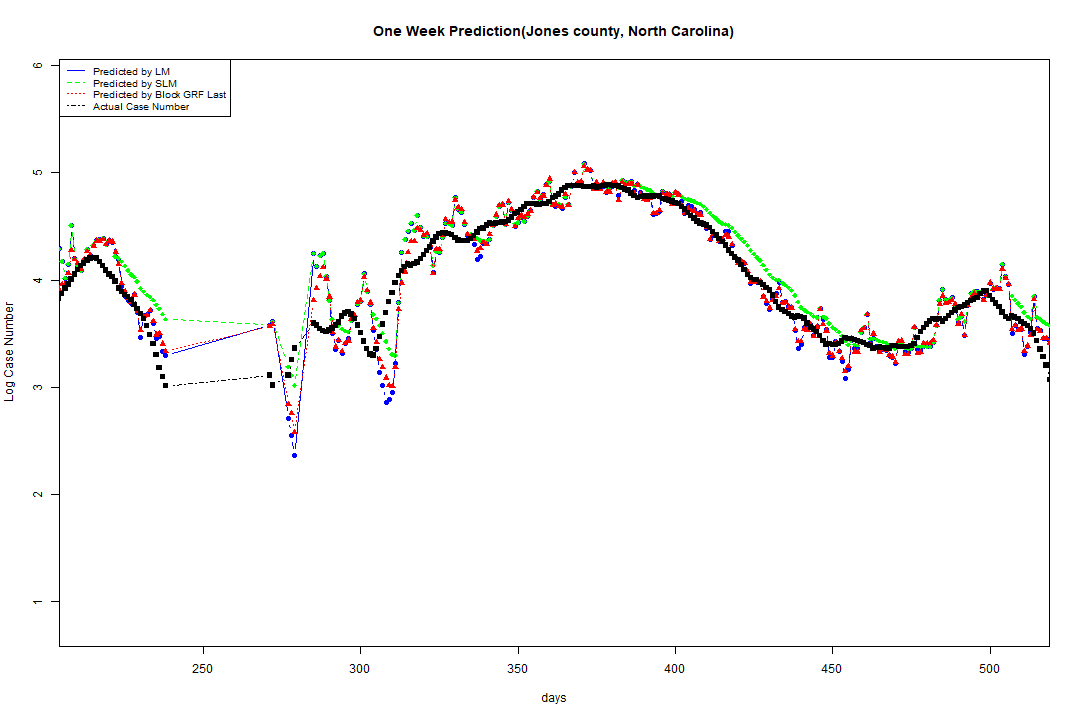 One Week Prediction(Jones county, North Carolina)
Predicted by LM
Predicted by SLM
Predicted by Block GRF Last
Actual Case Number
6
5
4
3
2
1
Log Case Number
250 300 350 400 450 500
days